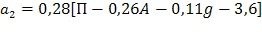 a₂ = 0,28[П − 0,26A − 0,11g − 3,6]